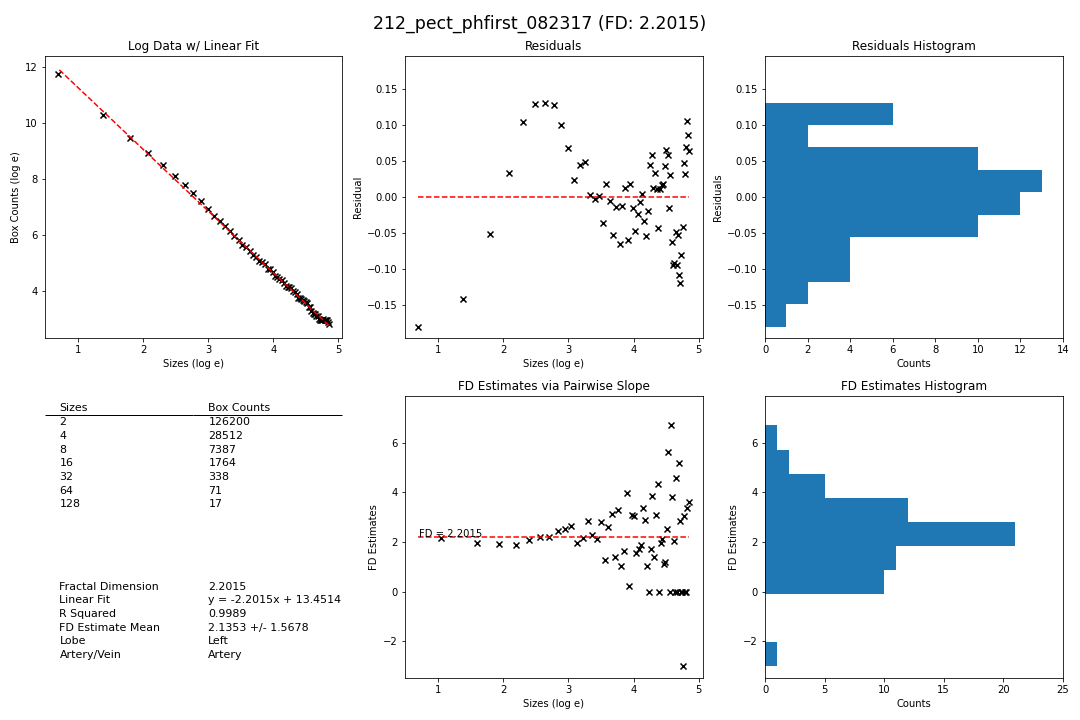 212_pect_phfirst_082317 (FD: 2.2015)
Log Data w/ Linear Fit
Box Counts (log e)
12
10
8
6
4
1 2 3 4 5
Sizes (log e)
Residuals
Residual
0.15
0.10
0.05
0.00
−0.05
−0.10
−0.15
1 2 3 4 5
Sizes (log e)
Residuals Histogram
Residuals
0.15
0.10
0.05
0.00
−0.05
−0.10
−0.15
0 2 4 6 8 10 12 14
Counts
Sizes Box Counts
2 126200
4 28512
8 7387
16 1764
32 338
64 71
128 17
Fractal Dimension 2.2015
Linear Fit y = -2.2015x + 13.4514
R Squared 0.9989
FD Estimate Mean 2.1353 +/- 1.5678
Lobe Left
Artery/Vein Artery
FD Estimates via Pairwise Slope
FD Estimates
6
4
2
0
−2
FD = 2.2015
1 2 3 4 5
Sizes (log e)
FD Estimates Histogram
FD Estimates
6
4
2
0
−2
0 5 10 15 20 25
Counts